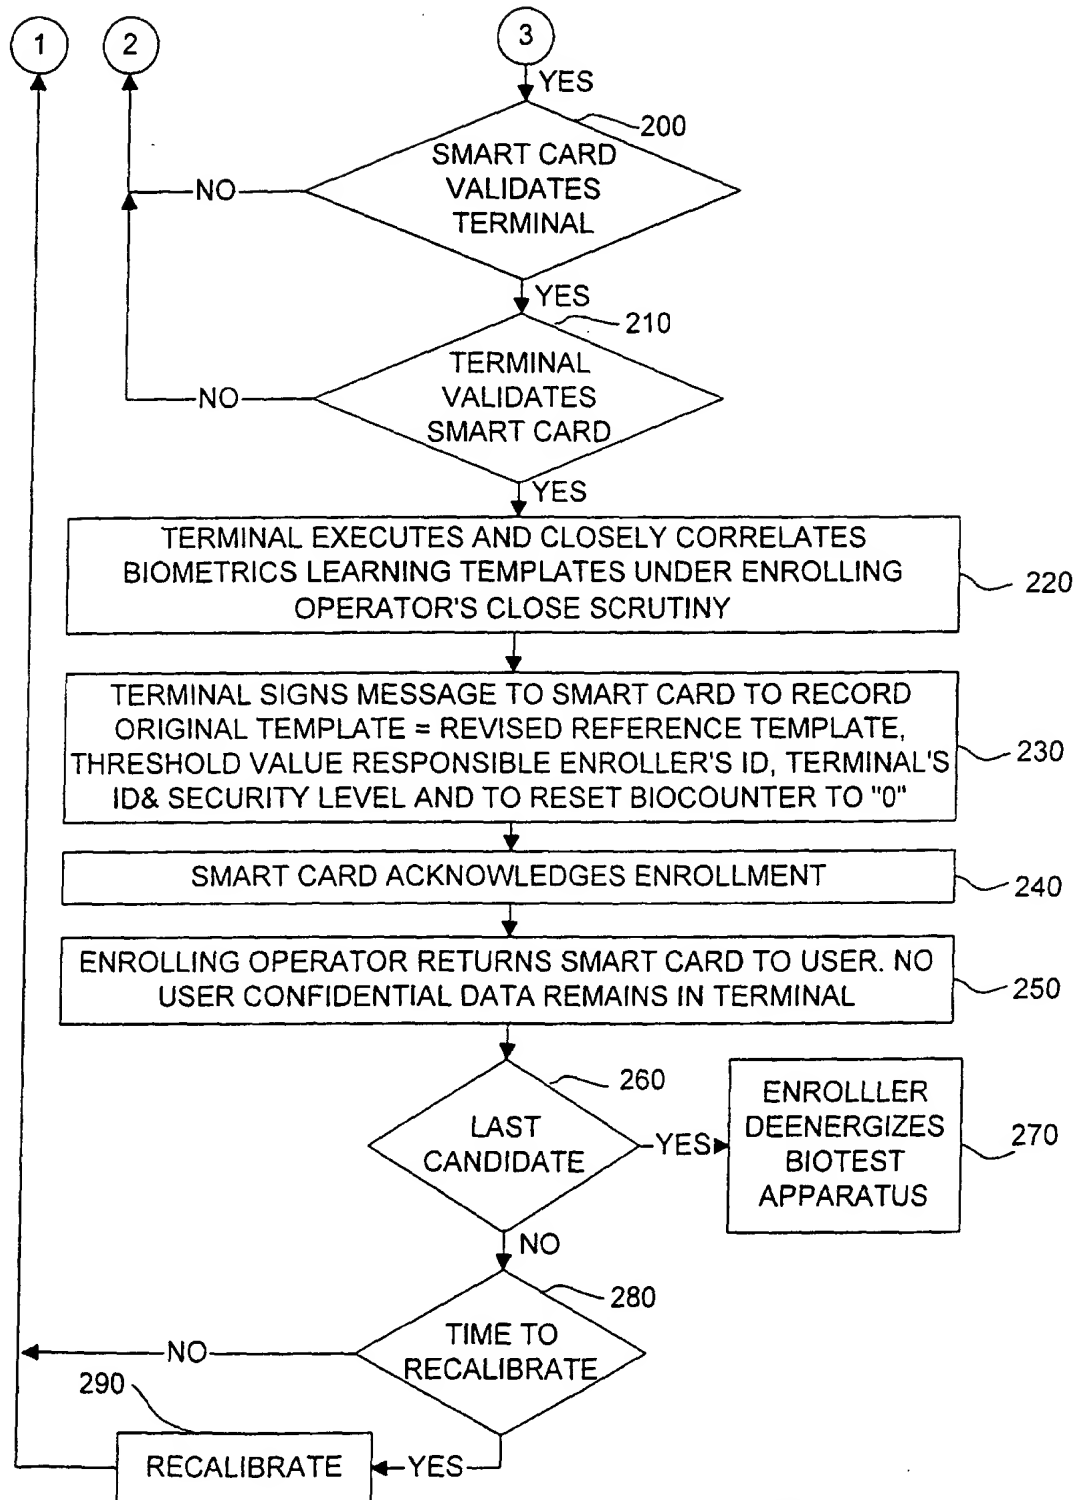 1
2
3
YES
200
SMART CARD
VALIDATES
TERMINAL
NO
YES
210
TERMINAL
VALIDATES
SMART CARD
NO
YES
TERMINAL EXECUTES AND CLOSELY CORRELATES
BIOMETRICS LEARNING TEMPLATES UNDER ENROLLING
OPERATOR'S CLOSE SCRUTINY
220
TERMINAL SIGNS MESSAGE TO SMART CARD TO RECORD
ORIGINAL TEMPLATE = REVISED REFERENCE TEMPLATE,
THRESHOLD VALUE RESPONSIBLE ENROLLER'S ID, TERMINAL'S
ID& SECURITY LEVEL AND TO RESET BIOCOUNTER TO "0"
230
SMART CARD ACKNOWLEDGES ENROLLMENT
240
ENROLLING OPERATOR RETURNS SMART CARD TO USER. NO
USER CONFIDENTIAL DATA REMAINS IN TERMINAL
250
260
LAST
CANDIDATE
YES
ENROLLLER
DEENERGIZES
BIOTEST
APPARATUS
270
NO
280
TIME TO
RECALIBRATE
NO
290
RECALIBRATE
YES